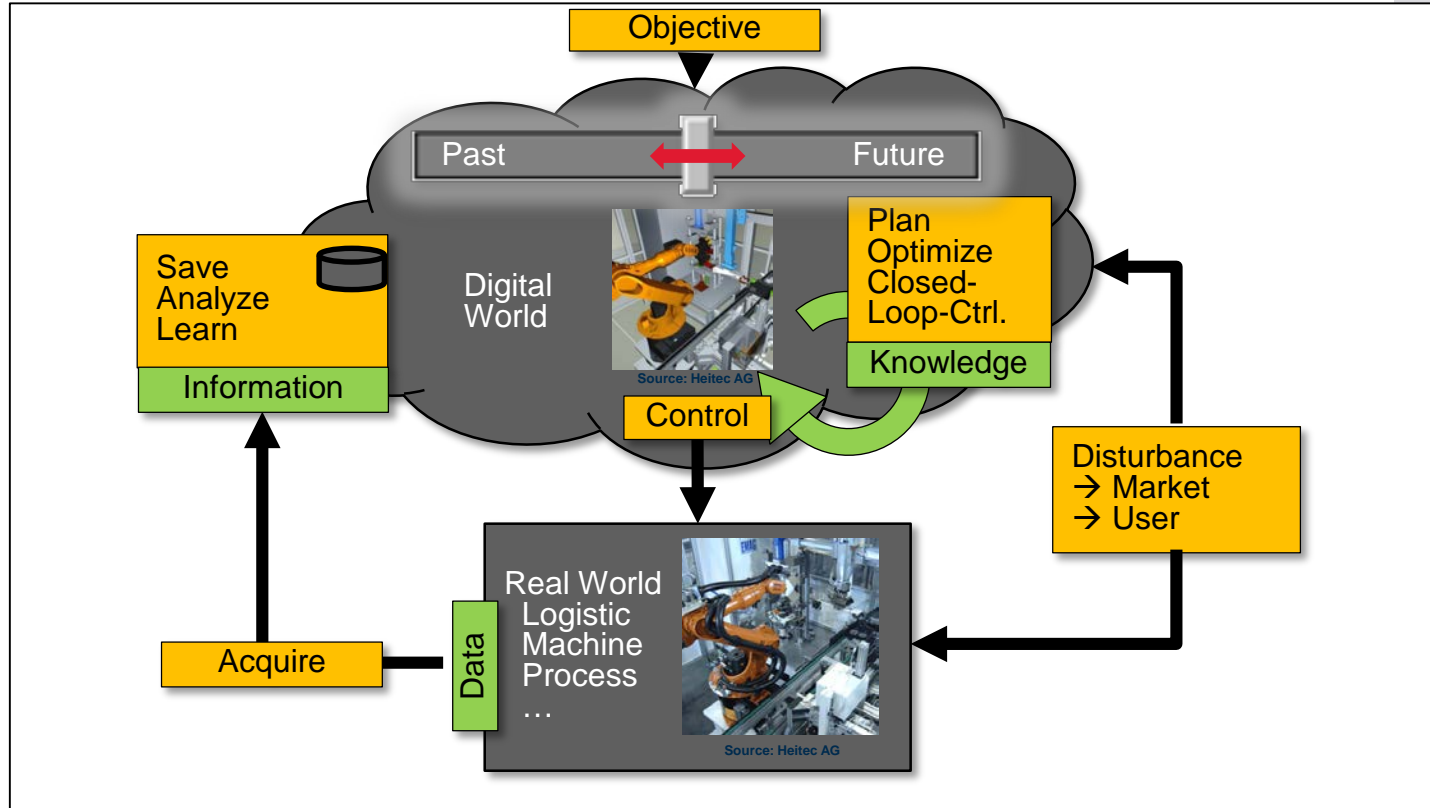 Objective
Past
Future
Save
Analyze
Learn
Information
Digital
World
Source: Heitec AG
Plan
Optimize
Closed-
Loop-Ctrl.
Knowledge
Control
Disturbance
→ Market
→ User
Acquire
Data
Real World
Logistic
Machine
Process
…
EMAG
Source: Heitec AG